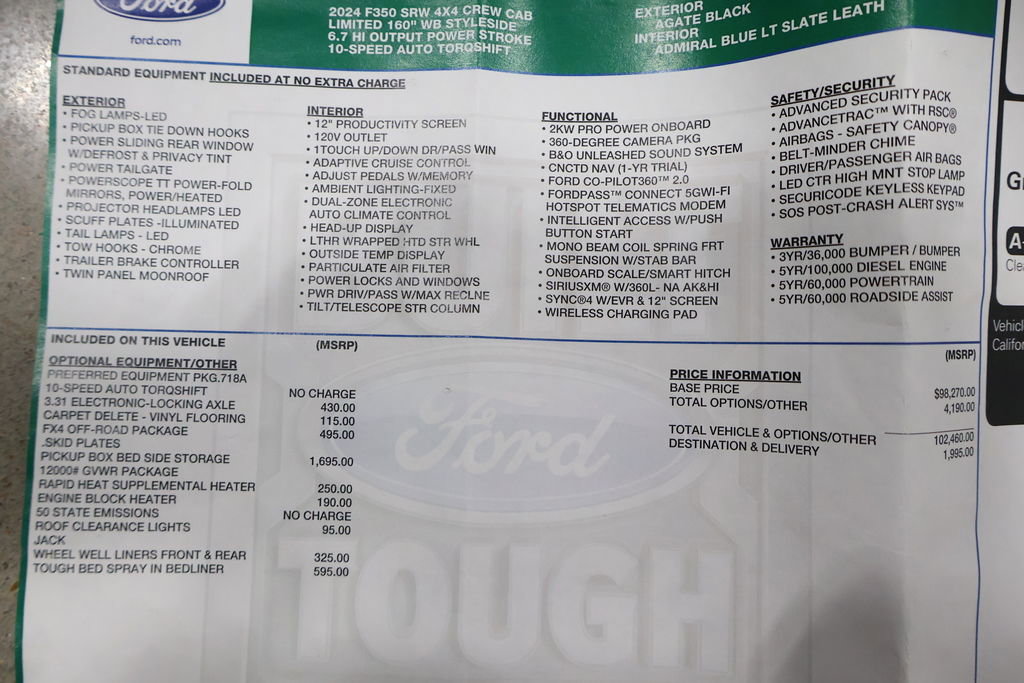 Ford
ford.com
2024 F350 SRW 4X4 CREW CAB
LIMITED 160" WB STYLESIDE
6.7 HI OUTPUT POWER STROKE
10-SPEED AUTO TORQSHIFT
EXTERIOR
AGATE BLACK
INTERIOR
ADMIRAL BLUE LT SLATE LEATH
STANDARD EQUIPMENT INCLUDED AT NO EXTRA CHARGE
EXTERIOR
• FOG LAMPS-LED
• PICKUP BOX TIE DOWN HOOKS
• POWER SLIDING REAR WINDOW
W/DEFROST & PRIVACY TINT
• POWER TAILGATE
• POWERSCOPE TT POWER-FOLD
MIRRORS, POWER/HEATED
• PROJECTOR HEADLAMPS LED
• SCUFF PLATES -ILLUMINATED
• TAIL LAMPS - LED
• TOW HOOKS - CHROME
• TRAILER BRAKE CONTROLLER
• TWIN PANEL MOONROOF
INTERIOR
• 12" PRODUCTIVITY SCREEN
• 120V OUTLET
• 1TOUCH UP/DOWN DR/PASS WIN
• ADAPTIVE CRUISE CONTROL
• ADJUST PEDALS W/MEMORY
• AMBIENT LIGHTING-FIXED
• DUAL-ZONE ELECTRONIC
AUTO CLIMATE CONTROL
• HEAD-UP DISPLAY
• LTHR WRAPPED HTD STR WHL
• OUTSIDE TEMP DISPLAY
• PARTICULATE AIR FILTER
• POWER LOCKS AND WINDOWS
• PWR DRIV/PASS W/MAX RECLNE
• TILT/TELESCOPE STR COLUMN
FUNCTIONAL
• 2KW PRO POWER ONBOARD
• 360-DEGREE CAMERA PKG
• B&O UNLEASHED SOUND SYSTEM
• CNCTD NAV (1-YR TRIAL)
• FORD CO-PILOT360™ 2.0
• FORDPASS™ CONNECT 5GWI-FI
HOTSPOT TELEMATICS MODEM
• INTELLIGENT ACCESS W/PUSH
BUTTON START
• MONO BEAM COIL SPRING FRT
SUSPENSION W/STAB BAR
• ONBOARD SCALE/SMART HITCH
• SIRIUSXM® W/360L- NA AK&HI
• SYNC®4 W/EVR & 12" SCREEN
• WIRELESS CHARGING PAD
SAFETY/SECURITY
• ADVANCED SECURITY PACK
• ADVANCETRAC™ WITH RSC®
• AIRBAGS - SAFETY CANOPY®
• BELT-MINDER CHIME
• DRIVER/PASSENGER AIR BAGS
• LED CTR HIGH MNT STOP LAMP
• SECURICODE KEYLESS KEYPAD
• SOS POST-CRASH ALERT SYS™
WARRANTY
• 3YR/36,000 BUMPER / BUMPER
• 5YR/100,000 DIESEL ENGINE
• 5YR/60,000 POWERTRAIN
• 5YR/60,000 ROADSIDE ASSIST
INCLUDED ON THIS VEHICLE (MSRP)
OPTIONAL EQUIPMENT/OTHER
PREFERRED EQUIPMENT PKG.718A
10-SPEED AUTO TORQSHIFT NO CHARGE
3.31 ELECTRONIC-LOCKING AXLE 430.00
CARPET DELETE - VINYL FLOORING 115.00
FX4 OFF-ROAD PACKAGE 495.00
.SKID PLATES
PICKUP BOX BED SIDE STORAGE 1,695.00
12000# GVWR PACKAGE
RAPID HEAT SUPPLEMENTAL HEATER 250.00
ENGINE BLOCK HEATER 190.00
50 STATE EMISSIONS NO CHARGE
ROOF CLEARANCE LIGHTS 95.00
JACK
WHEEL WELL LINERS FRONT & REAR 325.00
TOUGH BED SPRAY IN BEDLINER 595.00
(MSRP)
PRICE INFORMATION
BASE PRICE $98,270.00
TOTAL OPTIONS/OTHER 4,190.00
TOTAL VEHICLE & OPTIONS/OTHER 102,460.00
DESTINATION & DELIVERY 1,995.00
Ford
TOUGH